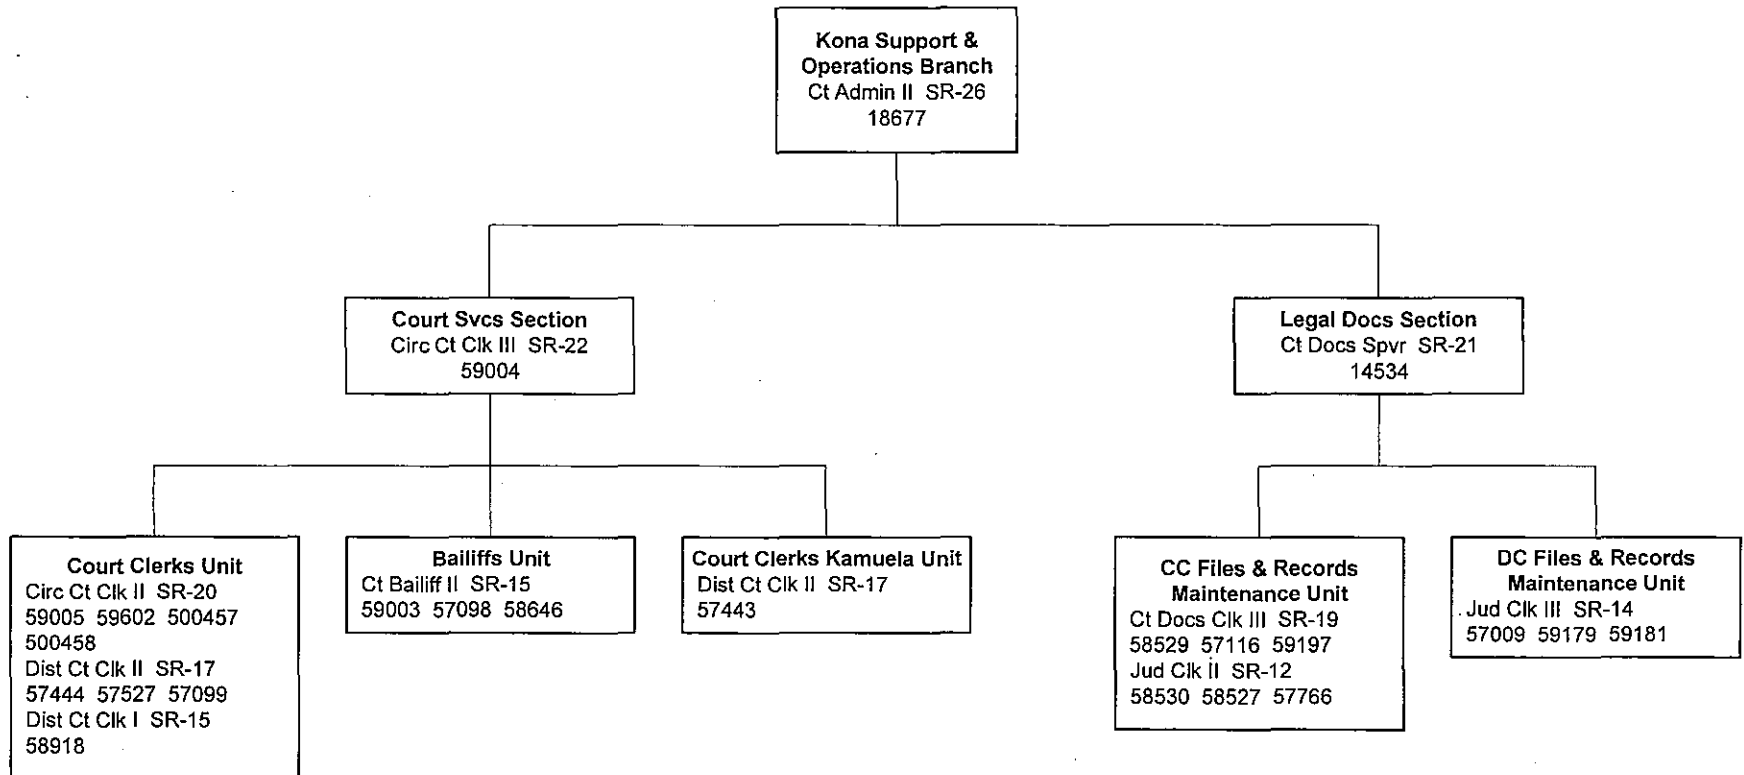 Kona Support &
Operations Branch
Ct Admin II SR-26
18677
Court Svcs Section
Circ Ct Clk III SR-22
59004
Legal Docs Section
Ct Docs Spvr SR-21
14534
Court Clerks Unit
Circ Ct Clk II SR-20
59005 59602 500457
500458
Dist Ct Clk II SR-17
57444 57527 57099
Dist Ct Clk I SR-15
58918
Bailiffs Unit
Ct Bailiff II SR-15
59003 57098 58646
Court Clerks Kamuela Unit
Dist Ct Clk II SR-17
57443
CC Files & Records
Maintenance Unit
Ct Docs Clk III SR-19
58529 57116 59197
Jud Clk II SR-12
58530 58527 57766
DC Files & Records
Maintenance Unit
Jud Clk III SR-14
57009 59179 59181